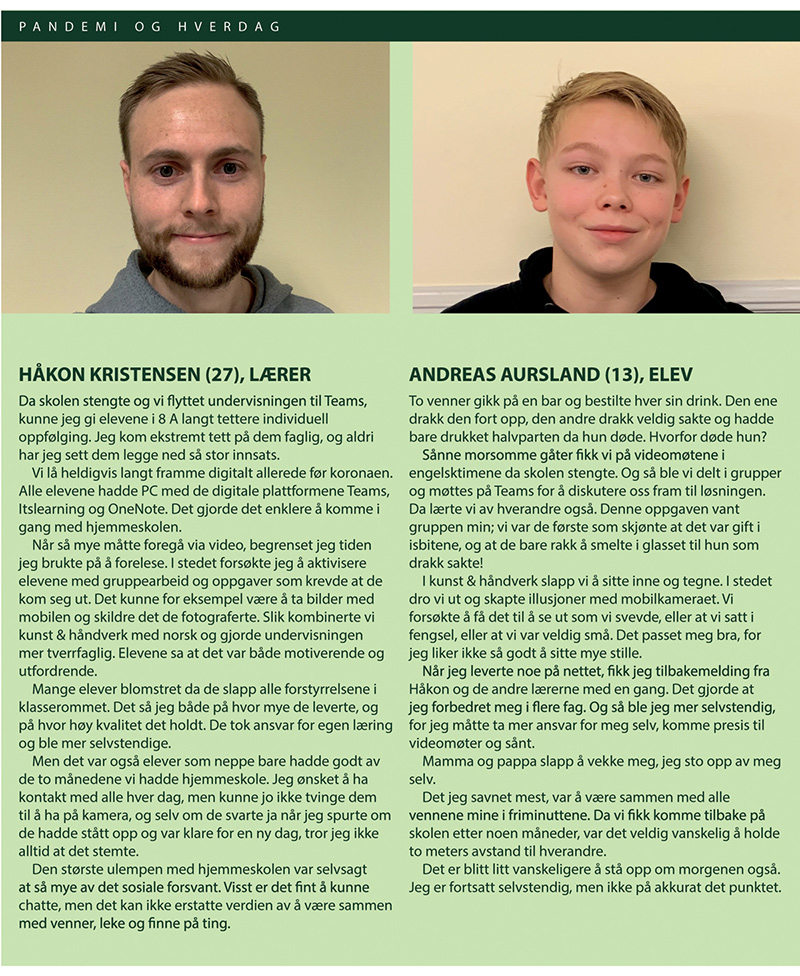 PANDEMI OG HVERDAG
HÅKON KRISTENSEN (27), LÆRER
Da skolen stengte og vi flyttet undervisningen til Teams,
kunne jeg gi elevene i 8 A langt tettere individuell
oppfølging. Jeg kom ekstremt tett på dem faglig, og aldri
har jeg sett dem legge ned så stor innsats.
Vi lå heldigvis langt framme digitalt allerede før koronaen.
Alle elevene hadde PC med de digitale plattformene Teams,
Itslearning og OneNote. Det gjorde det enklere å komme i
gang med hjemmeskolen.
Når så mye måtte foregå via video, begrenset jeg tiden
jeg brukte på å forelese. I stedet forsøkte jeg å aktivisere
elevene med gruppearbeid og oppgaver som krevde at de
kom seg ut. Det kunne for eksempel være å ta bilder med
mobilen og skildre det de fotograferte. Slik kombinerte vi
kunst & håndverk med norsk og gjorde undervisningen
mer tverrfaglig. Elevene sa at det var både motiverende og
utfordrende.
Mange elever blomstret da de slapp alle forstyrrelsene i
klasserommet. Det så jeg både på hvor mye de leverte, og
på hvor høy kvalitet det holdt. De tok ansvar for egen læring
og ble mer selvstendige.
Men det var også elever som neppe bare hadde godt av
de to månedene vi hadde hjemmeskole. Jeg ønsket å ha
kontakt med alle hver dag, men kunne jo ikke tvinge dem
til å ha på kamera, og selv om de svarte ja når jeg spurte om
de hadde stått opp og var klare for en ny dag, tror jeg ikke
alltid at det stemte.
Den største ulempen med hjemmeskolen var selvsagt
at så mye av det sosiale forsvant. Visst er det fint å kunne
chatte, men det kan ikke erstatte verdien av å være sammen
med venner, leke og finne på ting.
ANDREAS AURSLAND (13), ELEV
To venner gikk på en bar og bestilte hver sin drink. Den ene
drakk den fort opp, den andre drakk veldig sakte og hadde
bare drukket halvparten da hun døde. Hvorfor døde hun?
Sånne morsomme gåter fikk vi på videomøtene i
engelsktimene da skolen stengte. Og så ble vi delt i grupper
og møttes på Teams for å diskutere oss fram til løsningen.
Da lærte vi av hverandre også. Denne oppgaven vant
gruppen min; vi var de første som skjønte at det var gift i
isbitene, og at de bare rakk å smelte i glasset til hun som
drakk sakte!
I kunst & håndverk slapp vi å sitte inne og tegne. I stedet
dro vi ut og skapte illusjoner med mobilkameraet. Vi
forsøkte å få det til å se ut som vi svevde, eller at vi satt i
fengsel, eller at vi var veldig små. Det passet meg bra, for
jeg liker ikke så godt å sitte mye stille.
Når jeg leverte noe på nettet, fikk jeg tilbakemelding fra
Håkon og de andre lærerne med en gang. Det gjorde at
jeg forbedret meg i flere fag. Og så ble jeg mer selvstendig,
for jeg måtte ta mer ansvar for meg selv, komme presis til
videomøter og sånt.
Mamma og pappa slapp å vekke meg, jeg sto opp av meg
selv.
Det jeg savnet mest, var å være sammen med alle
vennene mine i friminuttene. Da vi fikk komme tilbake på
skolen etter noen måneder, var det veldig vanskelig å holde
to meters avstand til hverandre.
Det er blitt litt vanskeligere å stå opp om morgenen også.
Jeg er fortsatt selvstendig, men ikke på akkurat det punktet.